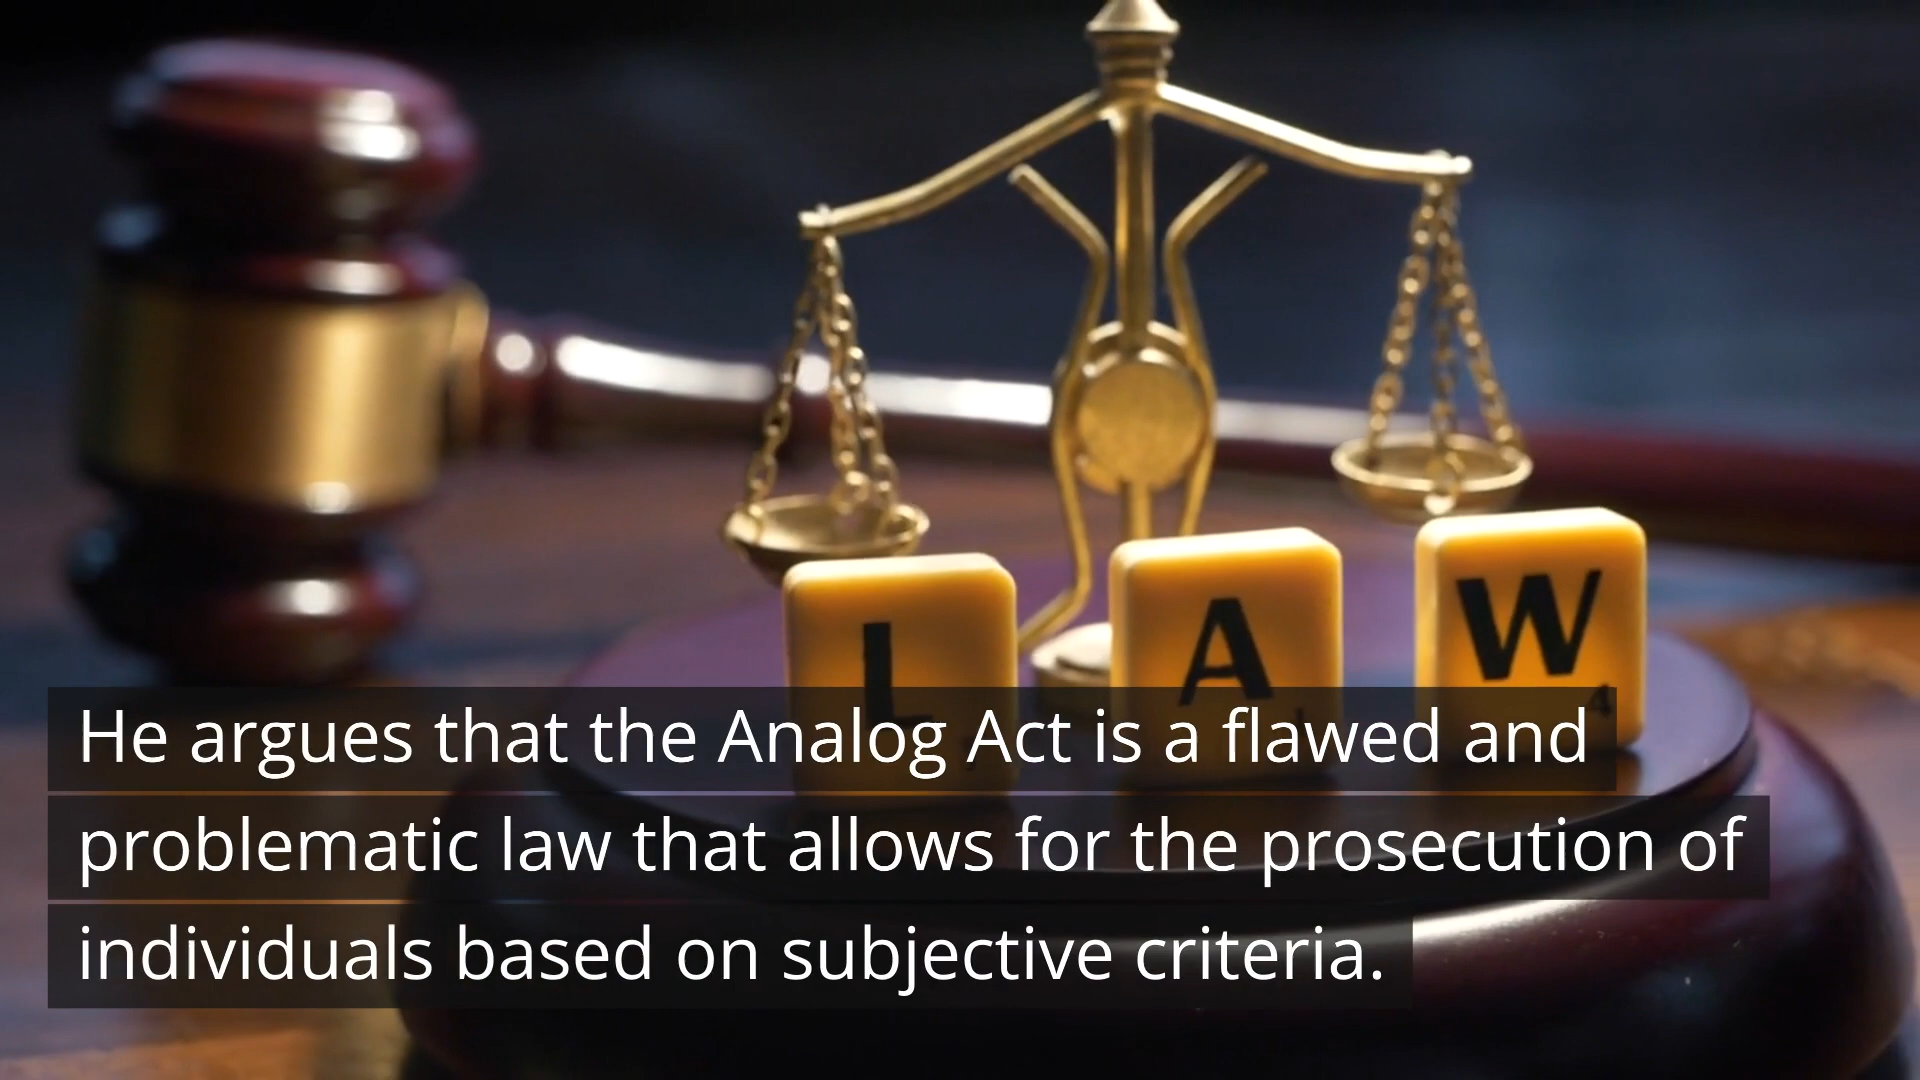 L A W
4
He argues that the Analog Act is a flawed and
problematic law that allows for the prosecution of
individuals based on subjective criteria.